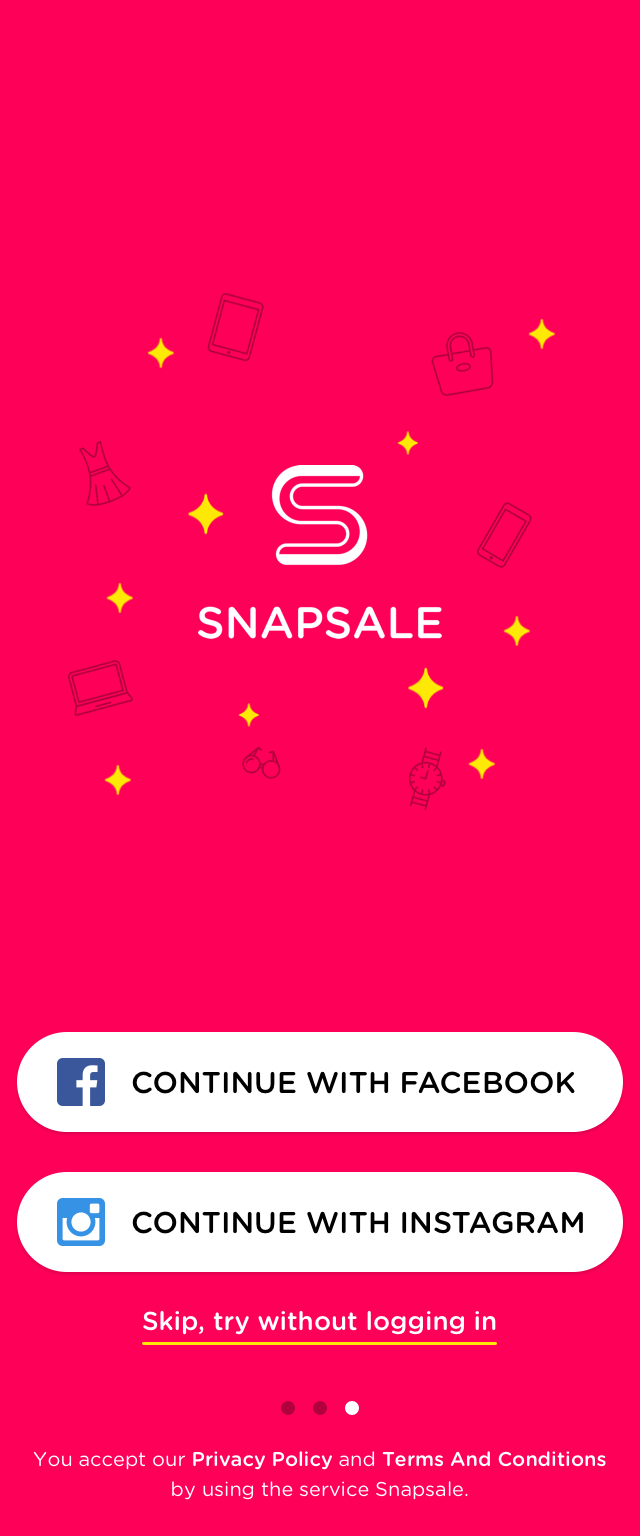 SNAPSALE
CONTINUE WITH FACEBOOK
CONTINUE WITH INSTAGRAM
Skip, try without logging in
You accept our Privacy Policy and Terms And Conditions
by using the service Snapsale.